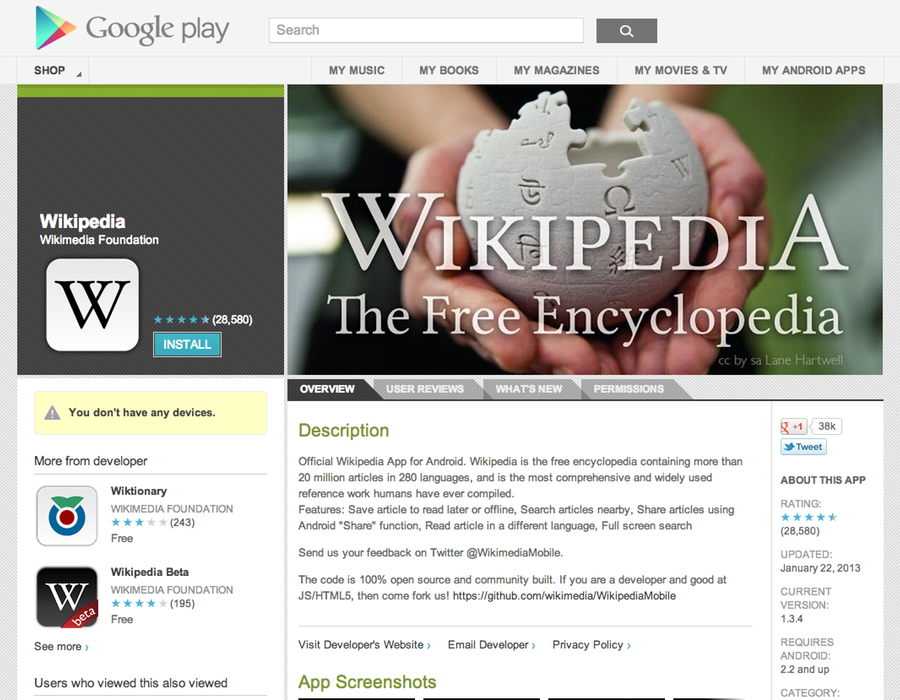 Google play
Search
SHOP
MY MUSIC
MY BOOKS
MY MAGAZINES
MY MOVIES & TV
MY ANDROID APPS
Wikipedia
Wikimedia Foundation
W
(28,580)
INSTALL
WIKIPEDIA
The Free Encyclopedia
cc by sa Lane Hartwell
You don't have any devices.
More from developer
Wiktionary
WIKIMEDIA FOUNDATION
(243)
Free
W
beta
Wikipedia Beta
WIKIMEDIA FOUNDATION
(195)
Free
See more ›
Users who viewed this also viewed
OVERVIEW
USER REVIEWS
WHAT'S NEW
PERMISSIONS
Description
Official Wikipedia App for Android. Wikipedia is the free encyclopedia containing more than
20 million articles in 280 languages, and is the most comprehensive and widely used
reference work humans have ever compiled.
Features: Save article to read later or offline, Search articles nearby, Share articles using
Android "Share" function, Read article in a different language, Full screen search
Send us your feedback on Twitter @WikimediaMobile.
The code is 100% open source and community built. If you are a developer and good at
JS/HTML5, then come fork us! https://github.com/wikimedia/WikipediaMobile
Visit Developer's Website ›
Email Developer ›
Privacy Policy ›
App Screenshots
g +1
38k
Tweet
ABOUT THIS APP
RATING:
(28,580)
UPDATED:
January 22, 2013
CURRENT
VERSION:
1.3.4
REQUIRES
ANDROID:
2.2 and up
CATEGORY: